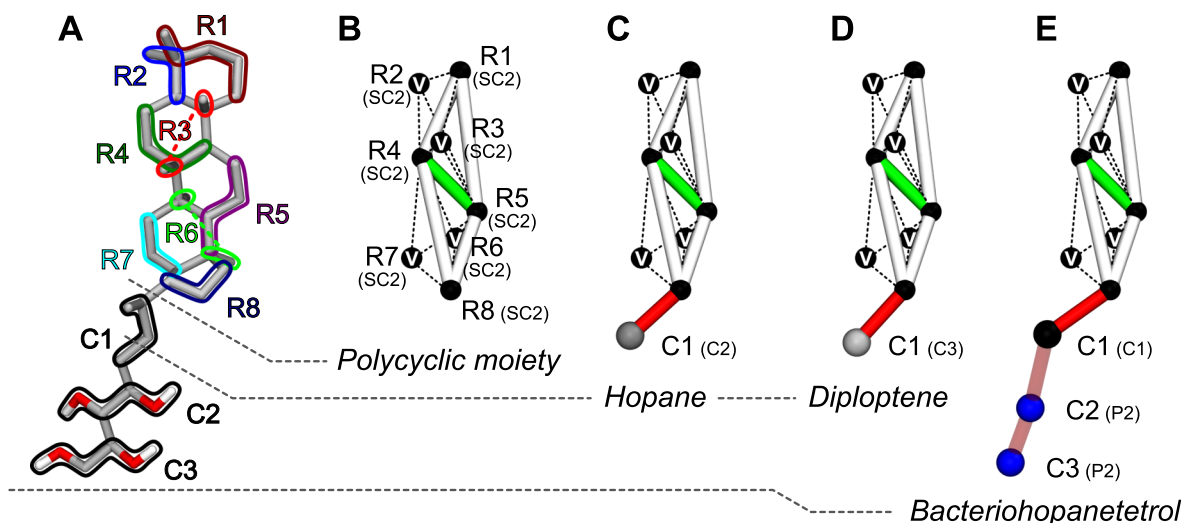 A
R1
R2
R3
R4
R5
R6
R7
R8
C1
C2
C3
B
R1
(SC2)
R2
(SC2)
V
R3
(SC2)
V
R4
(SC2)
R5
(SC2)
R6
(SC2)
V
R7
(SC2)
V
R8 (SC2)
Polycyclic moiety
C
V
V
V
V
C1 (C2)
Hopane
D
V
V
V
V
C1 (C3)
Diploptene
E
V
V
V
V
C1 (C1)
C2 (P2)
C3 (P2)
Bacteriohopanetetrol